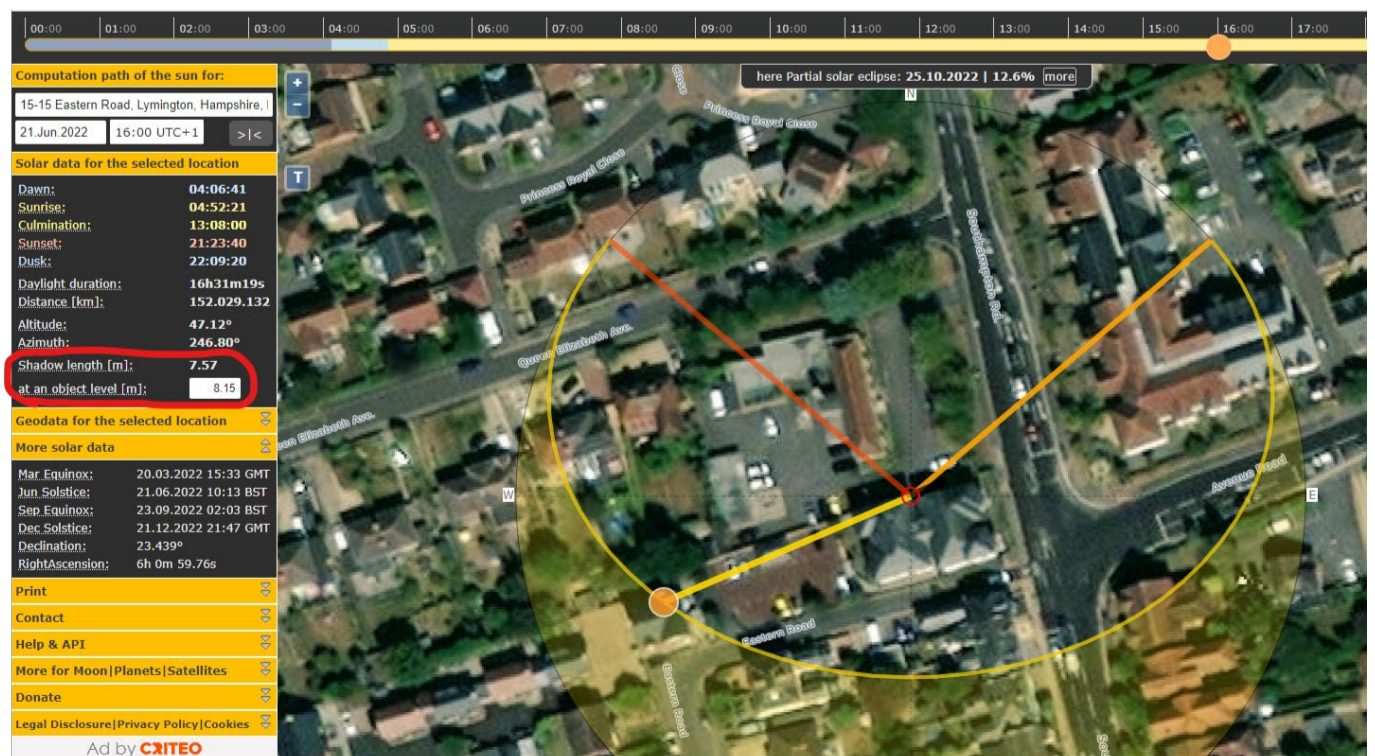 00:00 01:00 02:00 03:00 04:00 05:00 06:00 07:00 08:00 09:00 10:00 11:00 12:00 13:00 14:00 15:00 16:00 17:00
Computation path of the sun for:
15-15 Eastern Road, Lymington, Hampshire,
21.Jun.2022 16:00 UTC+1 >|<
Solar data for the selected location
Dawn: 04:06:41
Sunrise: 04:52:21
Culmination: 13:08:00
Sunset: 21:23:40
Dusk: 22:09:20
Daylight duration: 16h31m19s
Distance [km]: 152.029.132
Altitude: 47.12°
Azimuth: 246.80°
Shadow length [m]: 7.57
at an object level [m]: 8.15
Geodata for the selected location
More solar data
Mar Equinox: 20.03.2022 15:33 GMT
Jun Solstice: 21.06.2022 10:13 BST
Sep Equinox: 23.09.2022 02:03 BST
Dec Solstice: 21.12.2022 21:47 GMT
Declination: 23.439°
RightAscension: 6h 0m 59.76s
Print
Contact
Help & API
More for Moon|Planets|Satellites
Donate
Legal Disclosure|Privacy Policy|Cookies
Ad by CRITEO
+
−
T
here Partial solar eclipse: 25.10.2022 | 12.6% more
N
Close
Princess Royal Close
Princess Royal Close
Southampton Rd.
Queen Elizabeth Ave.
Queen Elizabeth Ave.
Avenue Road
W
E
Eastern Road
Eastern Road